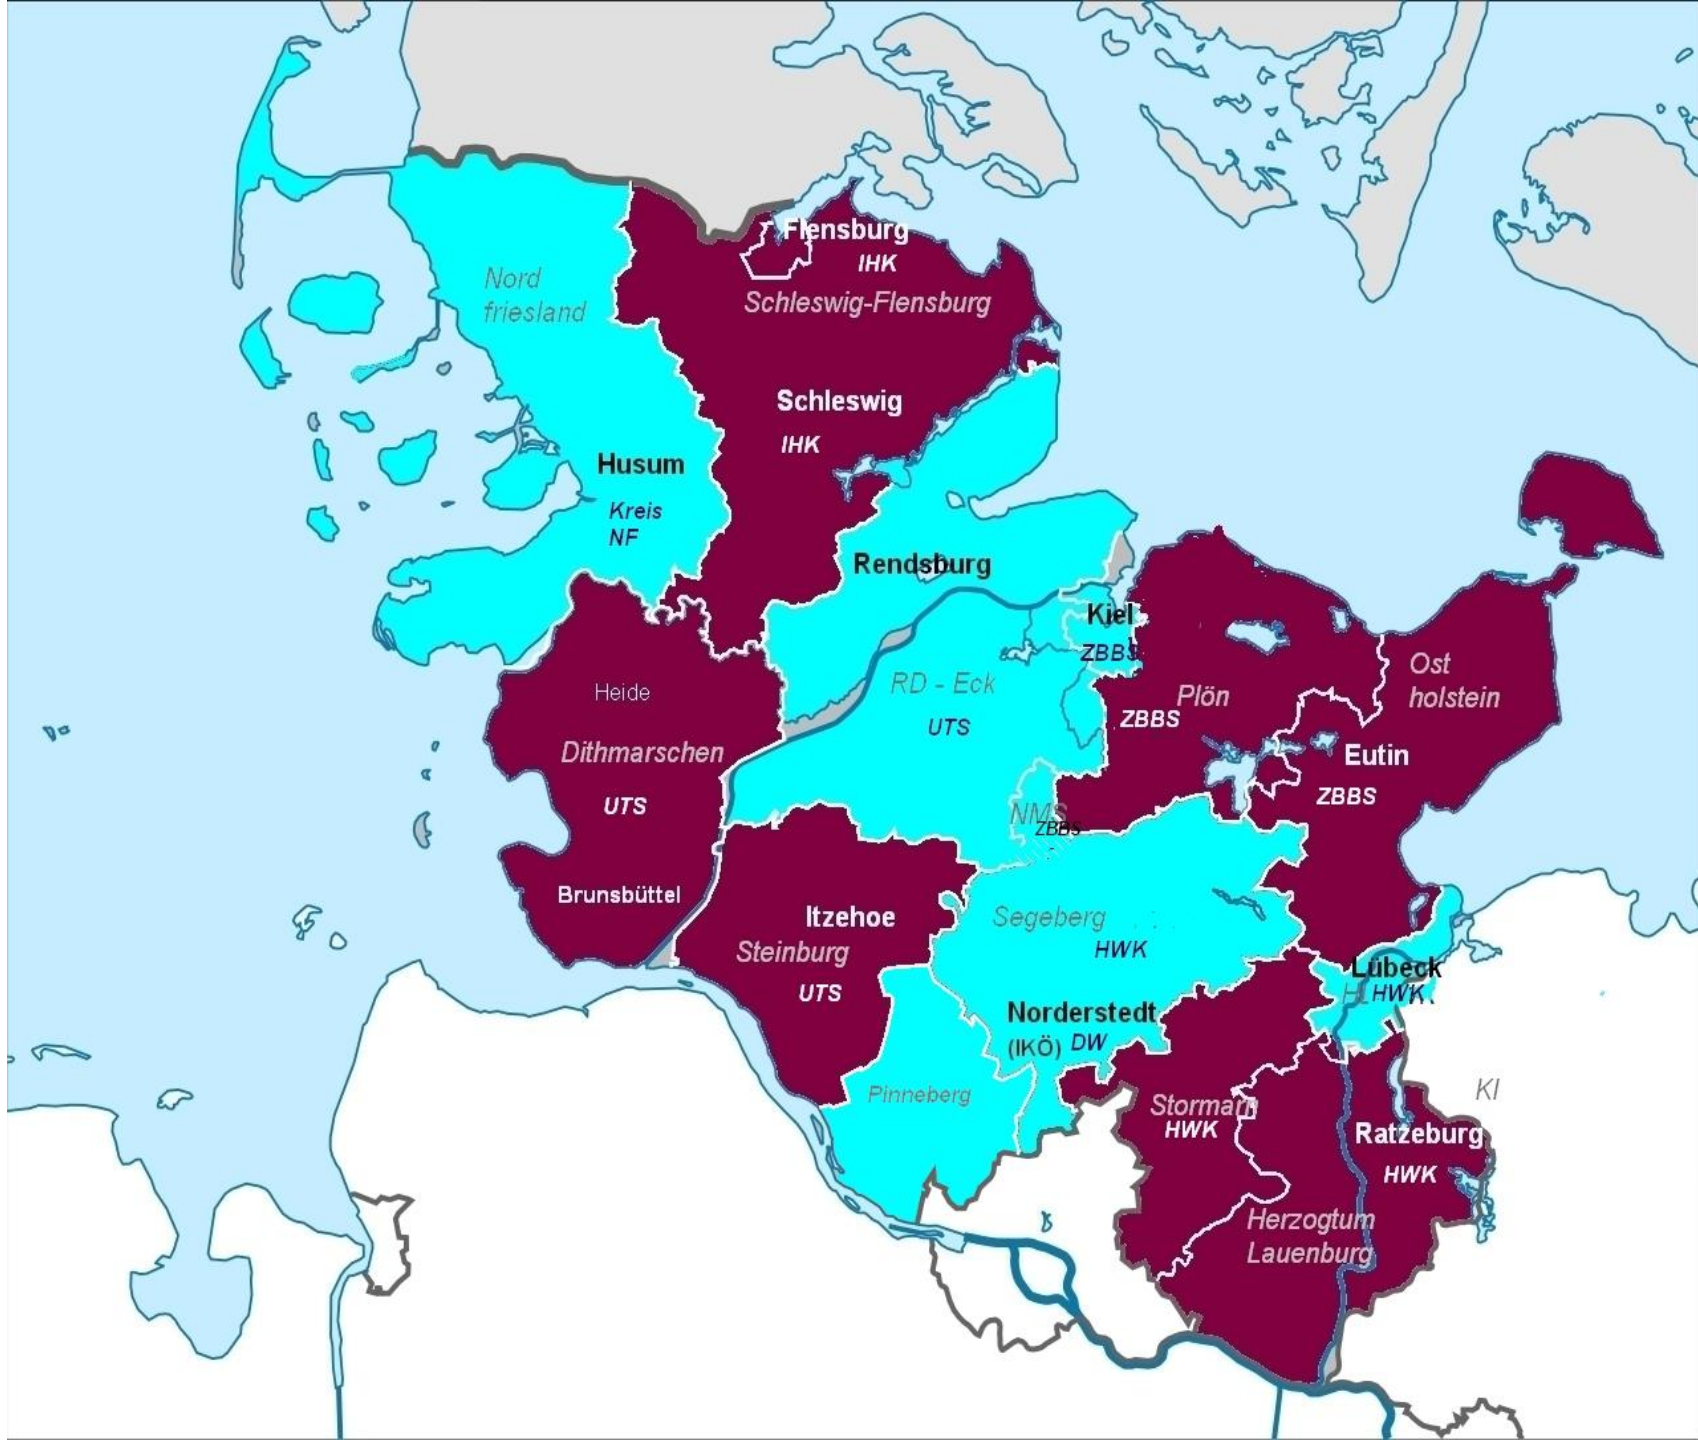 Flensburg
IHK
Nord
friesland
Schleswig-Flensburg
Schleswig
IHK
Husum
Kreis
NF
Rendsburg
Kiel
ZBBS
Heide
RD - Eck
UTS
Plön
ZBBS
Ost
holstein
Dithmarschen
UTS
Eutin
ZBBS
NMS
ZBBS
Brunsbüttel
Itzehoe
Steinburg
UTS
Segeberg
HWK
Lübeck
HWK
Norderstedt
(IKÖ) DW
Pinneberg
Stormarn
HWK
KI
Ratzeburg
HWK
Herzogtum
Lauenburg